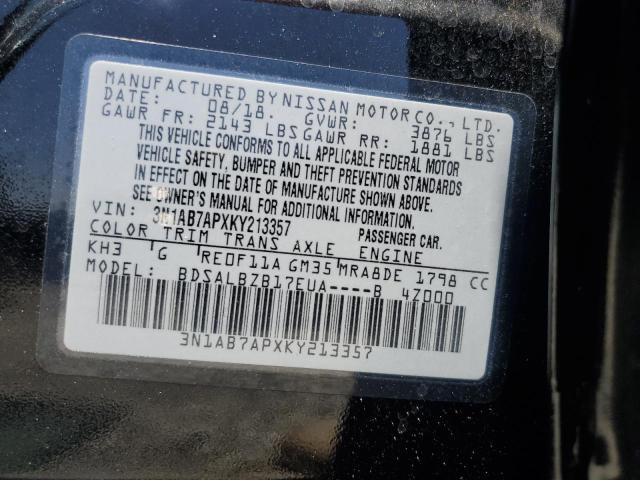 MANUFACTURED BY NISSAN MOTOR CO., LTD.
DATE: 08/18. GVWR: 3876 LBS
GAWR FR: 2143 LBS GAWR RR: 1881 LBS
THIS VEHICLE CONFORMS TO ALL APPLICABLE FEDERAL MOTOR
VEHICLE SAFETY, BUMPER AND THEFT PREVENTION STANDARDS
IN EFFECT ON THE DATE OF MANUFACTURE SHOWN ABOVE.
SEE OWNER'S MANUAL FOR ADDITIONAL INFORMATION.
VIN: 3N1AB7APXKY213357 PASSENGER CAR.
COLOR TRIM TRANS AXLE ENGINE
KH3 G RE0F11A GM35 MRA8DE 1798 CC
MODEL: BDSALBZB17EUA----B 4Z000
3N1AB7APXKY213357